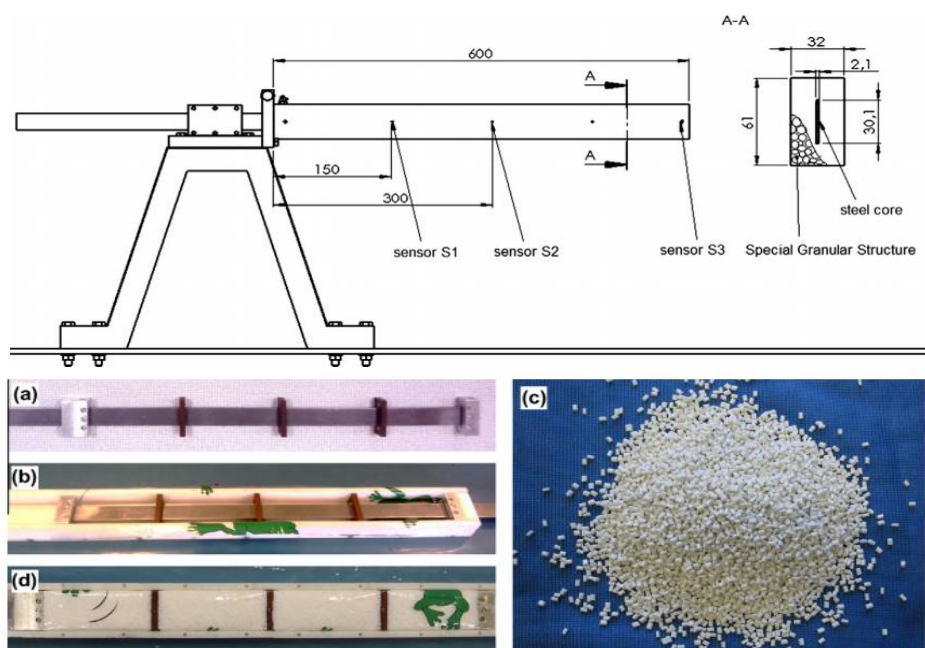 A-A
600
32
2,1
A
61
30,1
A
150
300
steel core
sensor S1
sensor S2
sensor S3
Special Granular Structure
(a)
(b)
(c)
(d)